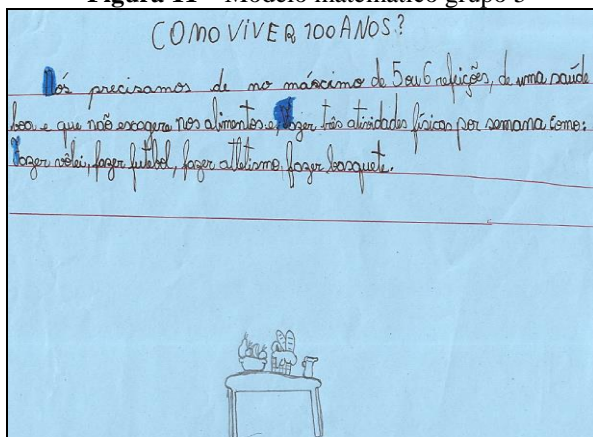 Figura 11 – Modelo matemático grupo 3
COMO VIVER 100 ANOS?
Nós precisamos de no máximo de 5 ou 6 refeições, de uma saúde
boa e que não exagere nos alimentos e fazer três atividades físicas por semana como:
fazer vôlei, fazer futebol, fazer atletismo, fazer basquete.